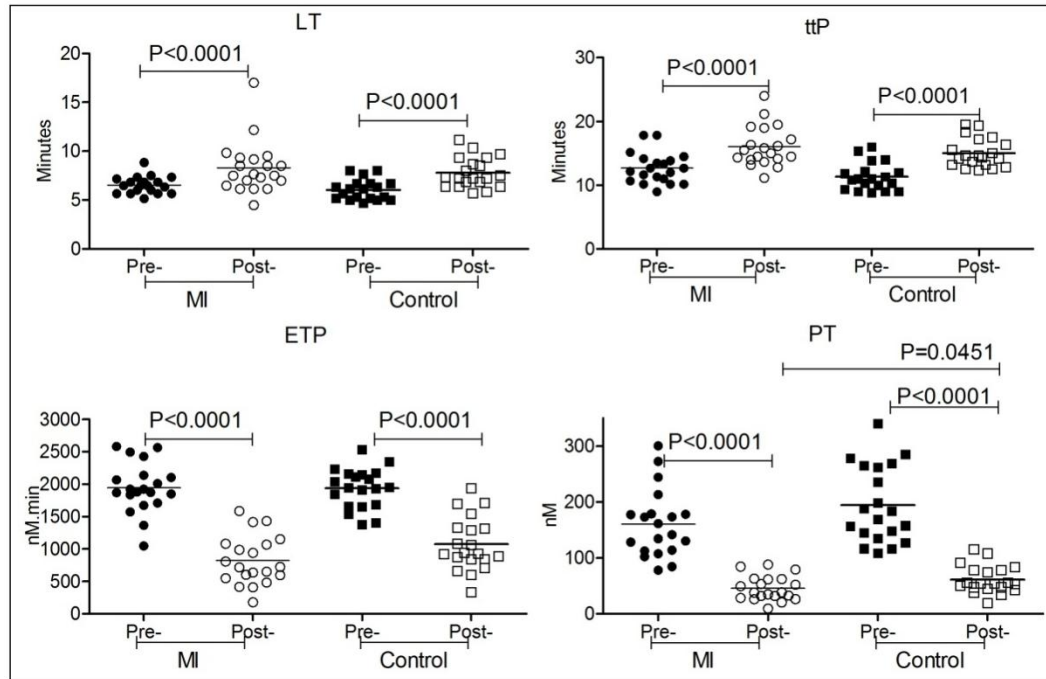 LT
20
15
10
5
0
Minutes
P<0.0001
P<0.0001
Pre-
Post-
Pre-
Post-
MI
Control
ttP
30
20
10
0
Minutes
P<0.0001
P<0.0001
Pre-
Post-
Pre-
Post-
MI
Control
ETP
3000
2500
2000
1500
1000
500
0
nM.min
P<0.0001
P<0.0001
Pre-
Post-
Pre-
Post-
MI
Control
PT
P=0.0451
P<0.0001
P<0.0001
300
200
100
0
nM
Pre-
Post-
Pre-
Post-
MI
Control